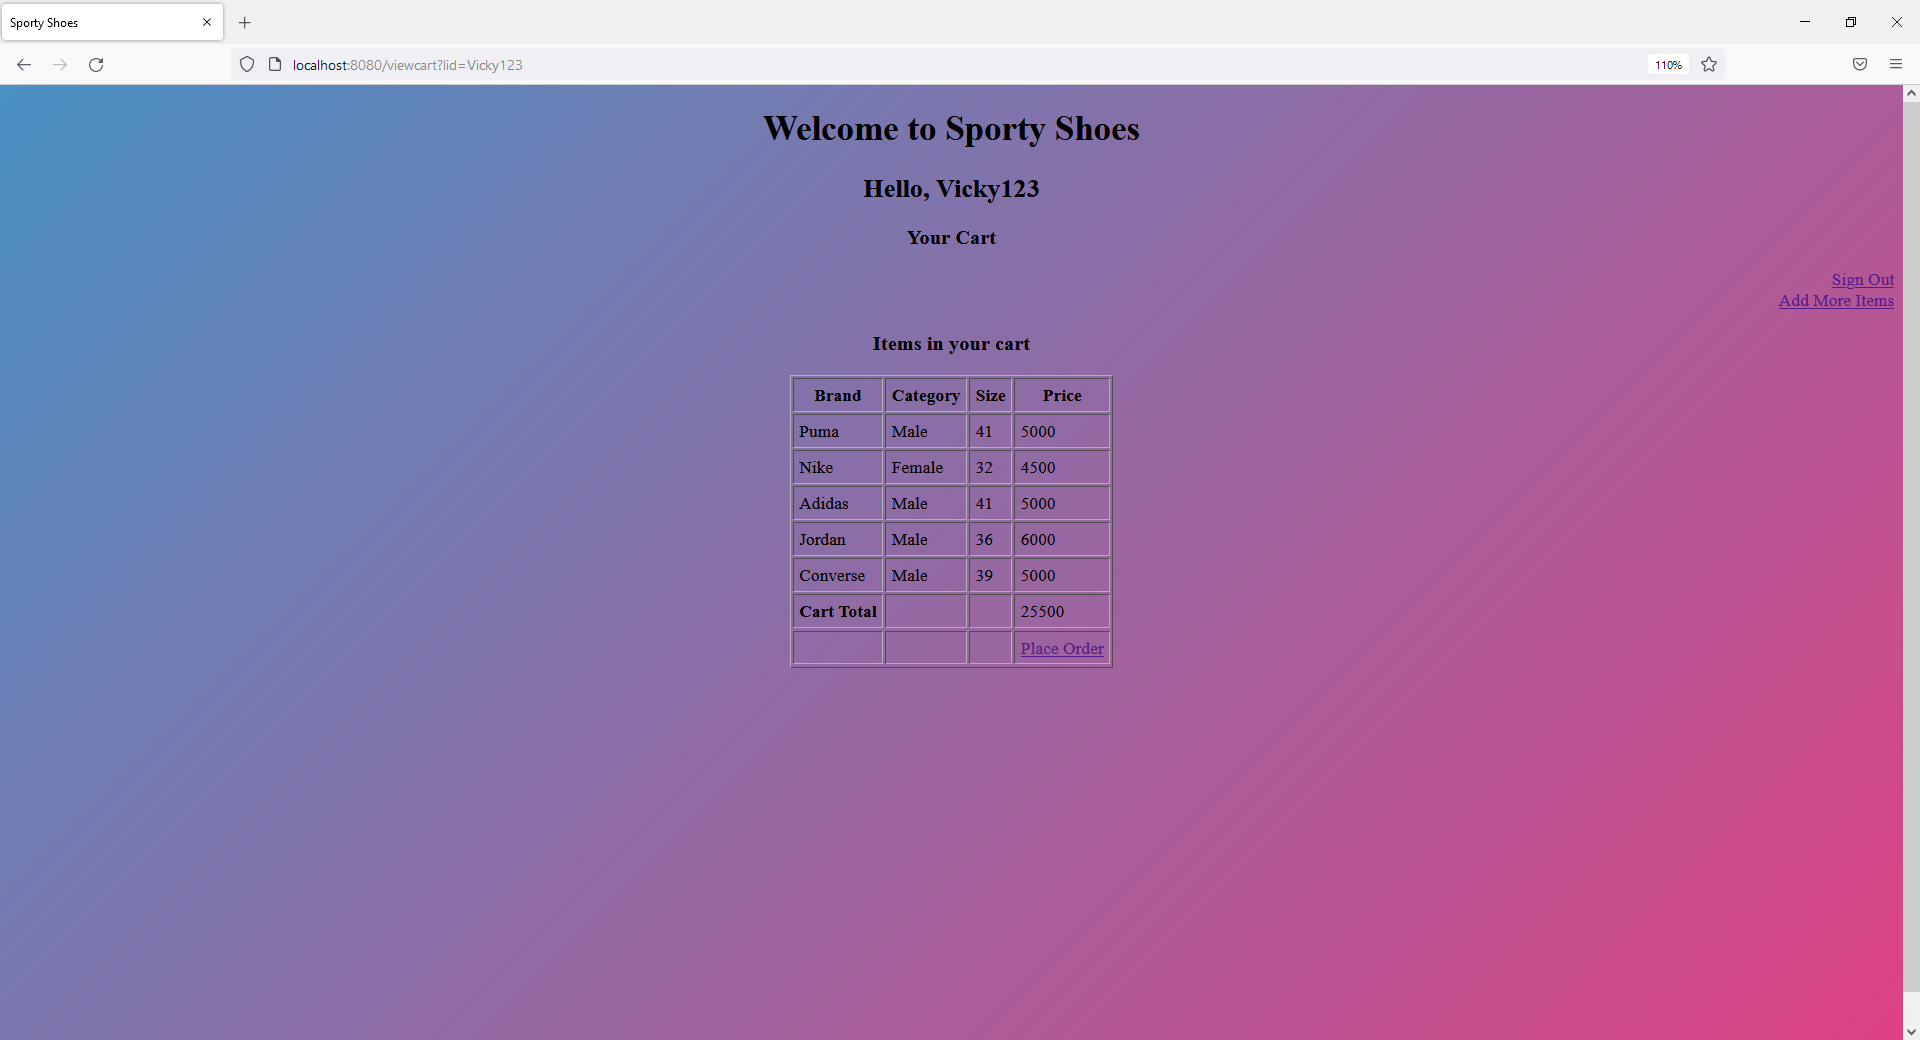 Sporty Shoes
localhost:8080/viewcart?lid=Vicky123
110%
Welcome to Sporty Shoes
Hello, Vicky123
Your Cart
Sign Out
Add More Items
Items in your cart
Brand Category Size Price
Puma Male 41 5000
Nike Female 32 4500
Adidas Male 41 5000
Jordan Male 36 6000
Converse Male 39 5000
Cart Total 25500
Place Order